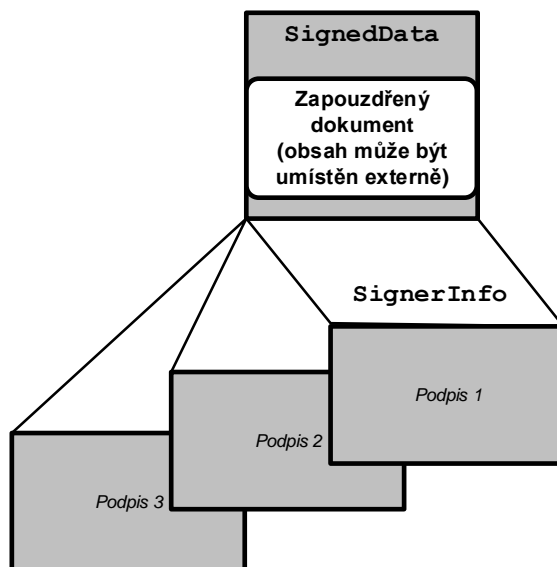 SignedData
Zapouzdřený
dokument
(obsah může být
umístěn externě)
SignerInfo
Podpis 1
Podpis 2
Podpis 3